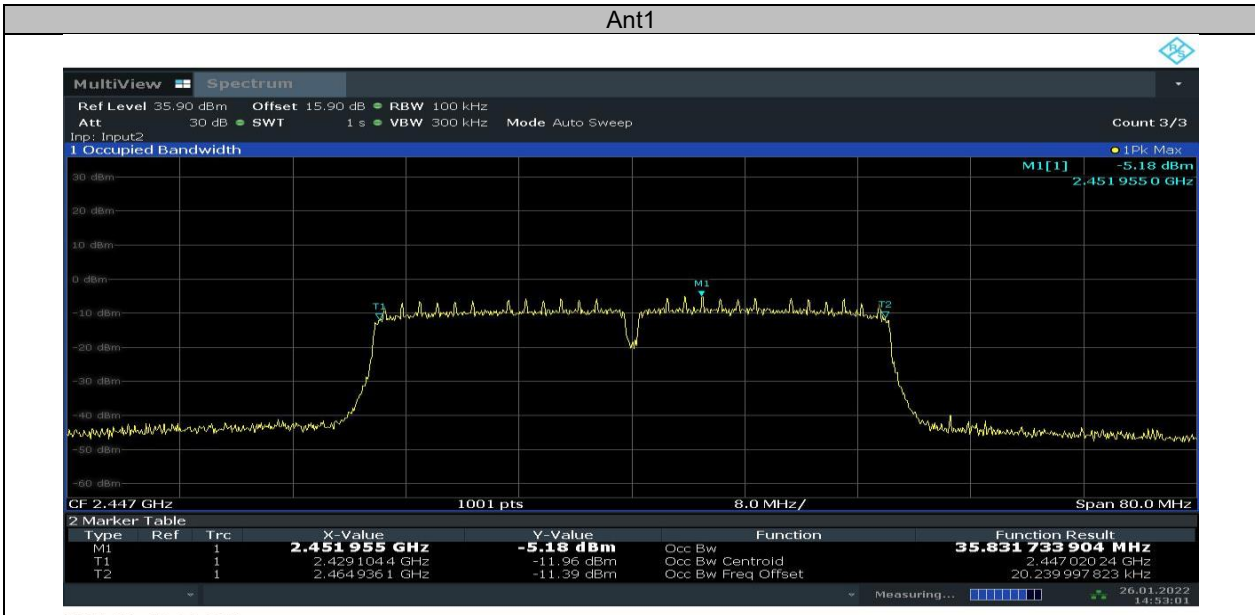 Ant1
R&S
MultiView Spectrum
Ref Level 35.90 dBm Offset 15.90 dB RBW 100 kHz
Att 30 dB SWT 1 s VBW 300 kHz Mode Auto Sweep Count 3/3
Inp: Input2
1 Occupied Bandwidth 1Pk Max
M1[1] -5.18 dBm
2.451 955 0 GHz
30 dBm
20 dBm
10 dBm
0 dBm
M1
T1
T2
-10 dBm
-20 dBm
-30 dBm
-40 dBm
-50 dBm
-60 dBm
CF 2.447 GHz 1001 pts 8.0 MHz/ Span 80.0 MHz
2 Marker Table
Type Ref Trc X-Value Y-Value Function Function Result
M1 1 2.451 955 GHz -5.18 dBm Occ Bw 35.831 733 904 MHz
T1 1 2.429 104 4 GHz -11.96 dBm Occ Bw Centroid 2.447 020 24 GHz
T2 1 2.464 936 1 GHz -11.39 dBm Occ Bw Freq Offset 20.239 997 823 kHz
Measuring... 26.01.2022
14:53:01